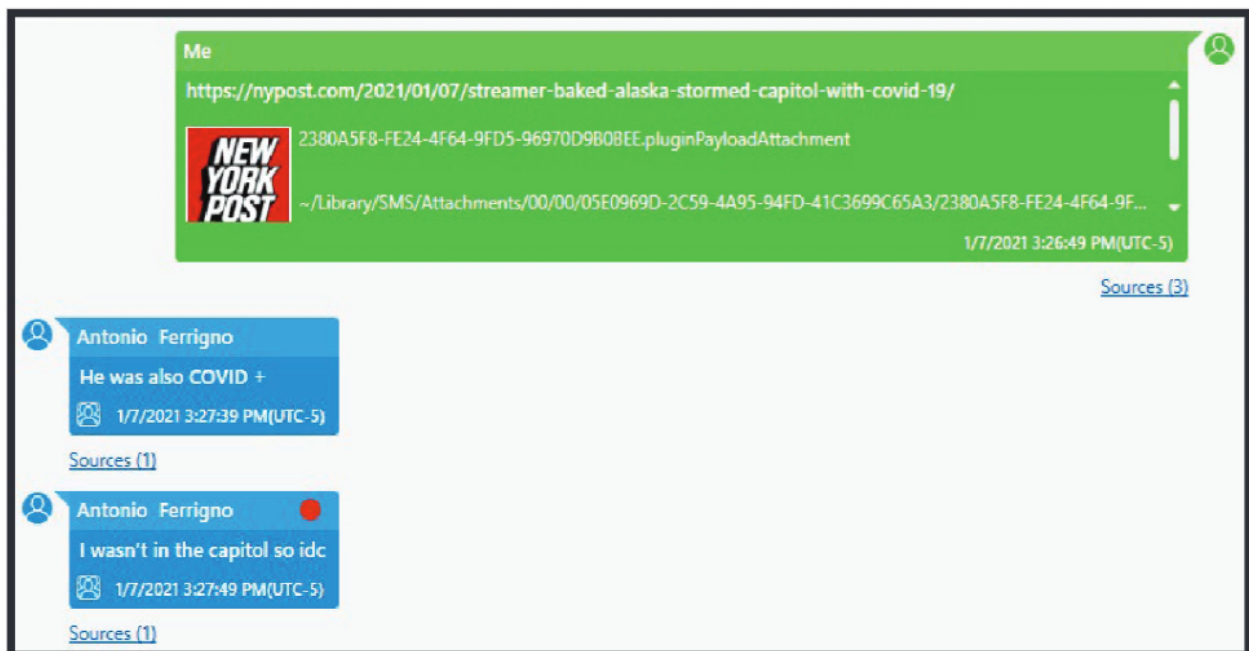 Me
https://nypost.com/2021/01/07/streamer-baked-alaska-stormed-capitol-with-covid-19/
NEW
YORK
POST
2380A5F8-FE24-4F64-9FD5-96970D9B0BEE.pluginPayloadAttachment
~/Library/SMS/Attachments/00/00/05E0969D-2C59-4A95-94FD-41C3699C65A3/2380A5F8-FE24-4F64-9F...
1/7/2021 3:26:49 PM(UTC-5)
Sources (3)
Antonio Ferrigno
He was also COVID +
1/7/2021 3:27:39 PM(UTC-5)
Sources (1)
Antonio Ferrigno
I wasn't in the capitol so idc
1/7/2021 3:27:49 PM(UTC-5)
Sources (1)